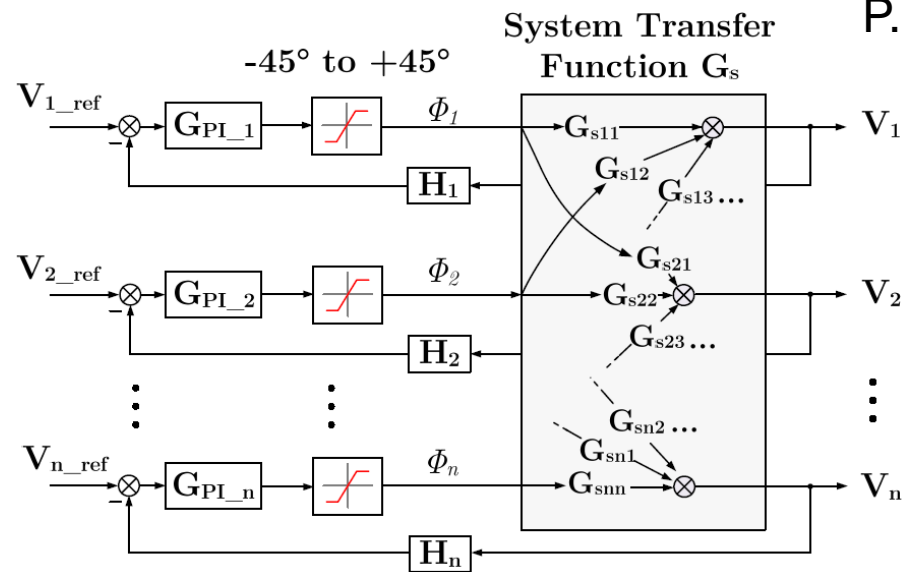 P.
System Transfer
Function Gs
-45° to +45°
V1_ref
GPI_1
Φ1
Gs11
V1
H1
Gs12
Gs13...
V2_ref
GPI_2
Φ2
Gs21
Gs22
V2
H2
Gs23...
Gsn2...
Vn_ref
GPI_n
Φn
Gsn1
Gsnn
Vn
Hn